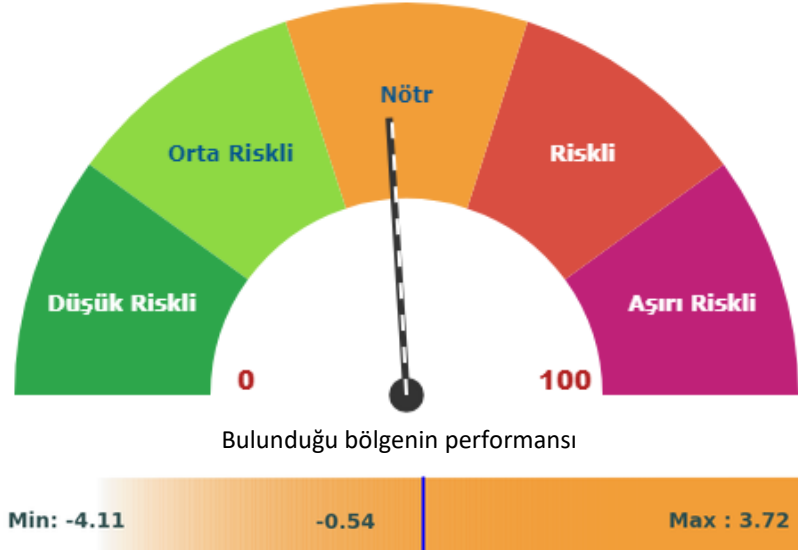 Nötr
Orta Riskli
Riskli
Düşük Riskli
Aşırı Riskli
0
100
Bulunduğu bölgenin performansı
Min: -4.11
-0.54
Max : 3.72